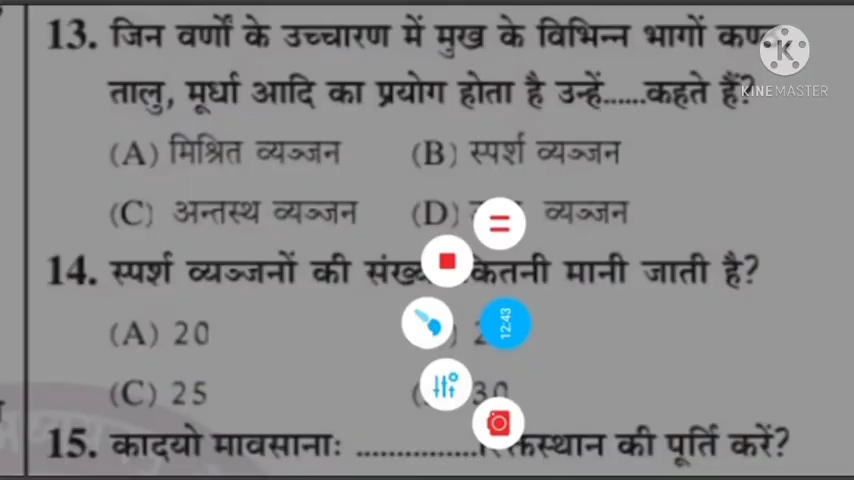 13. जिन वर्णों के उच्चारण में मुख के विभिन्न भागों
KINEMASTER
तालु, मूर्धा आदि का प्रयोग होता है उन्हें......कहते हैं?
(A) मिश्रित व्यञ्जन (B) स्पर्श व्यञ्जन
(C) अन्तस्थ व्यञ्जन (D) व्यञ्जन
14. स्पर्श व्यञ्जनों की कितनी मानी जाती है?
12:43
(A) 20
(C) 25 30
15. कादयो मावसानाः ............... की पूर्ति करें?